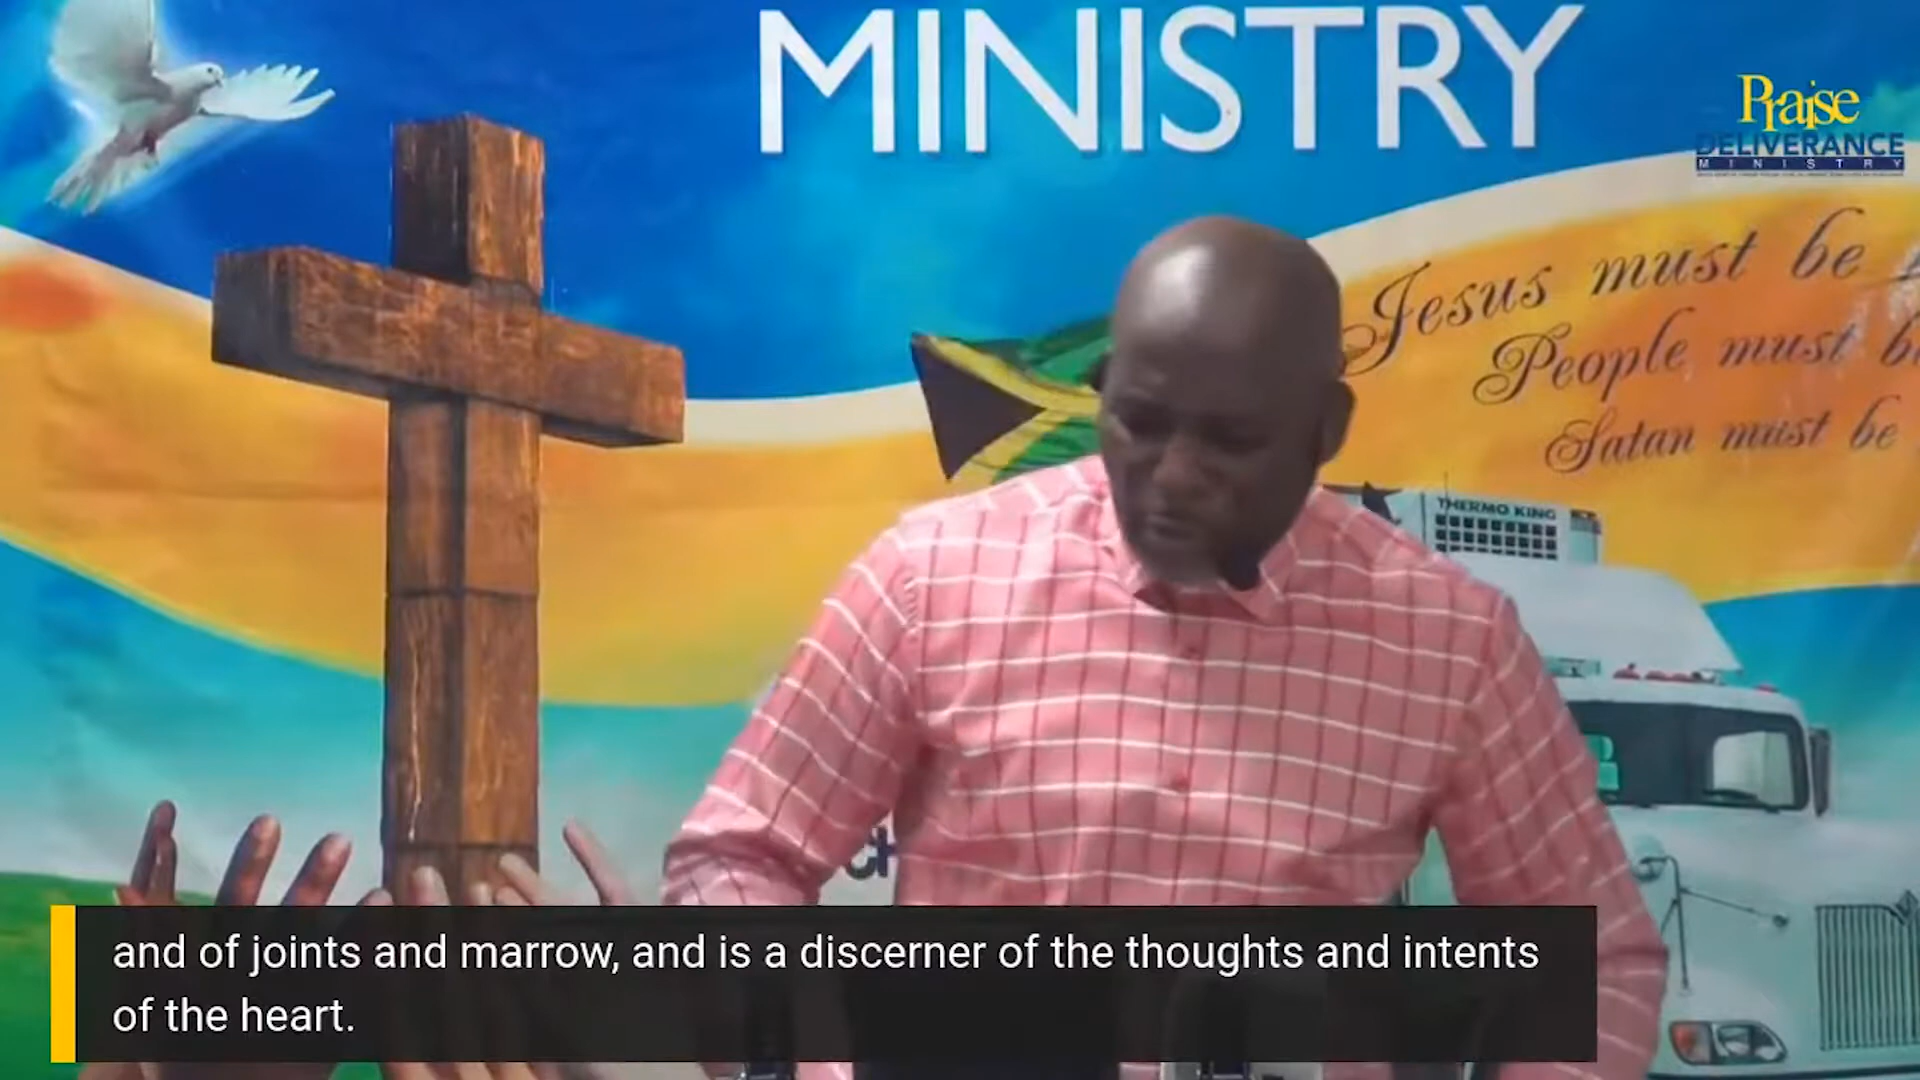 MINISTRY
Praise
DELIVERANCE
MINISTRY
Jesus must be
People must
Satan must be
THERMO KING
and of joints and marrow, and is a discerner of the thoughts and intents
of the heart.